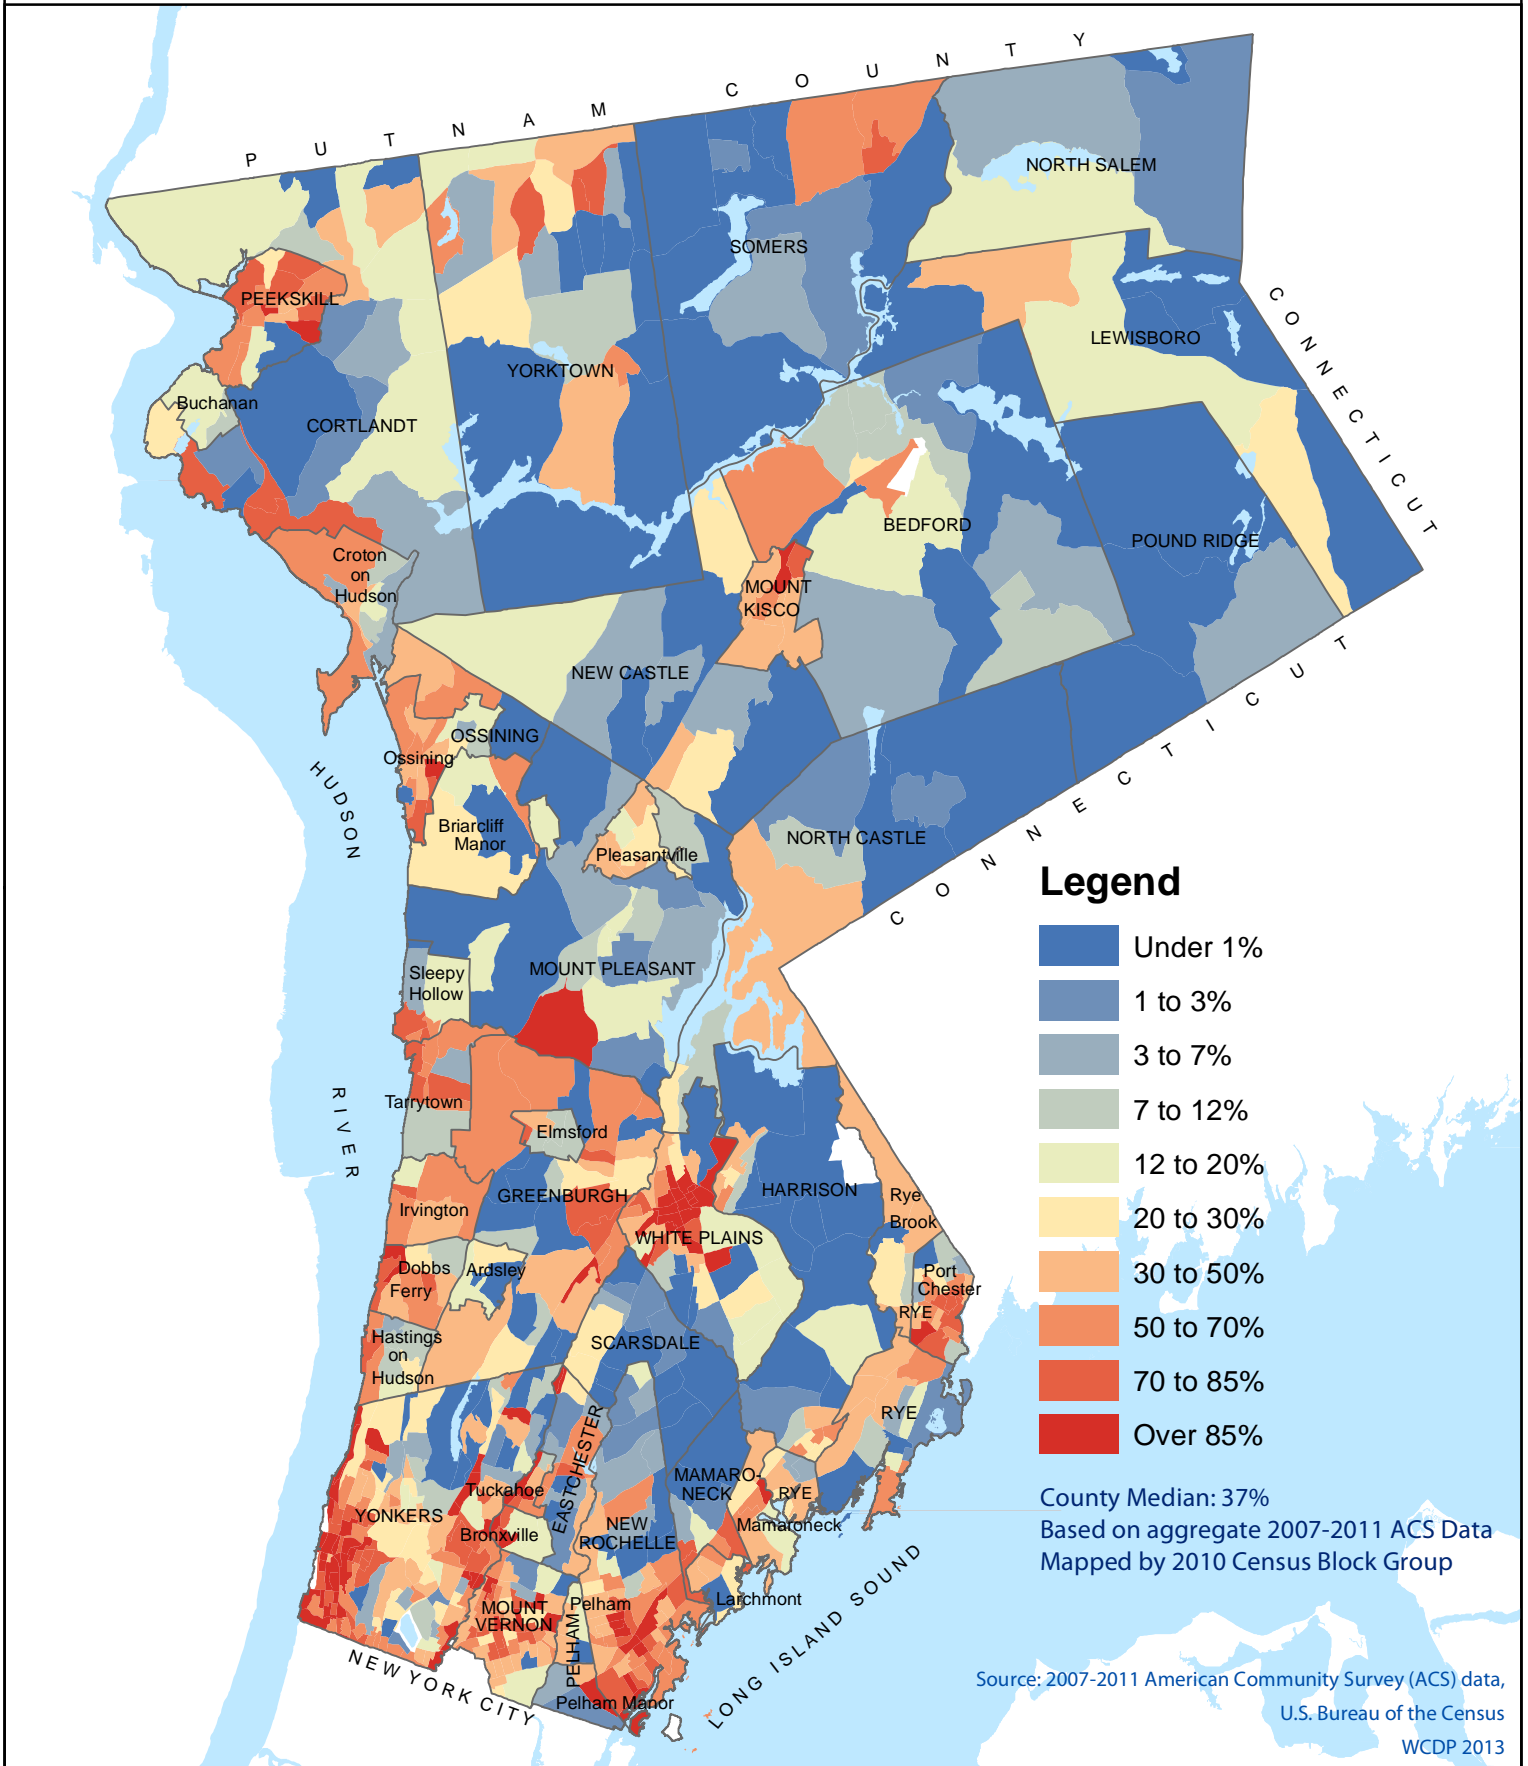 PUTNAM COUNTY
NORTH SALEM
SOMERS
PEEKSKILL
CONNECTICUT
LEWISBORO
YORKTOWN
Buchanan
CORTLANDT
BEDFORD
POUND RIDGE
Croton
on
Hudson
MOUNT
KISCO
NEW CASTLE
CONNECTICUT
OSSINING
Ossining
HUDSON
Briarcliff
Manor
Pleasantville
NORTH CASTLE
Sleepy
Hollow
MOUNT PLEASANT
RIVER
Tarrytown
Elmsford
GREENBURGH
HARRISON
Rye
Brook
Irvington
WHITE PLAINS
Dobbs
Ferry
Ardsley
Port
Chester
RYE
Hastings
on
Hudson
SCARSDALE
RYE
EASTCHESTER
MAMARO-
NECK
Tuckahoe
RYE
YONKERS
Bronxville
NEW
ROCHELLE
Mamaroneck
Larchmont
MOUNT
VERNON
Pelham
PELHAM
Pelham Manor
NEW YORK CITY
LONG ISLAND SOUND
Legend
Under 1%
1 to 3%
3 to 7%
7 to 12%
12 to 20%
20 to 30%
30 to 50%
50 to 70%
70 to 85%
Over 85%
County Median: 37%
Based on aggregate 2007-2011 ACS Data
Mapped by 2010 Census Block Group
Source: 2007-2011 American Community Survey (ACS) data,
U.S. Bureau of the Census
WCDP 2013